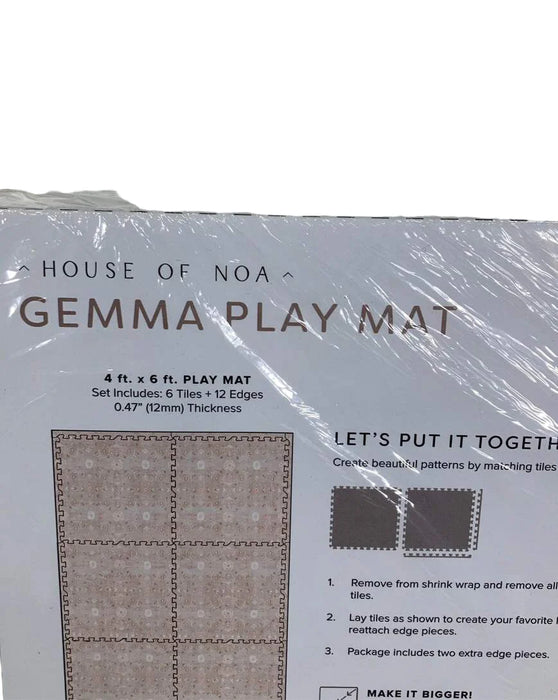 ^ HOUSE OF NOA ^
GEMMA PLAY MAT
4 ft. x 6 ft. PLAY MAT
Set Includes: 6 Tiles + 12 Edges
0.47" (12mm) Thickness
LET'S PUT IT TOGETH
Create beautiful patterns by matching tiles
1. Remove from shrink wrap and remove all
tiles.
2. Lay tiles as shown to create your favorite
reattach edge pieces.
3. Package includes two extra edge pieces.
MAKE IT BIGGER!